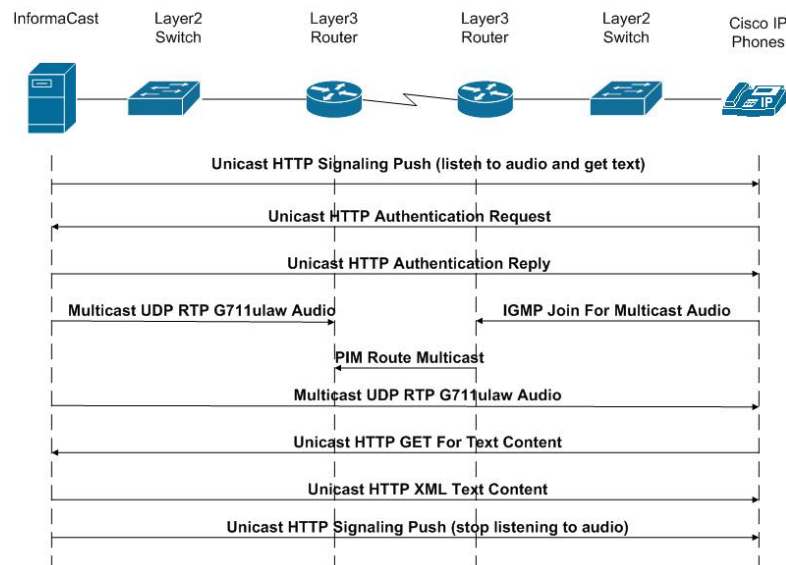 InformaCast
Layer2
Switch
Layer3
Router
Layer3
Router
Layer2
Switch
Cisco IP
Phones
IP
Unicast HTTP Signaling Push (listen to audio and get text)
Unicast HTTP Authentication Request
Unicast HTTP Authentication Reply
Multicast UDP RTP G711ulaw Audio
IGMP Join For Multicast Audio
PIM Route Multicast
Multicast UDP RTP G711ulaw Audio
Unicast HTTP GET For Text Content
Unicast HTTP XML Text Content
Unicast HTTP Signaling Push (stop listening to audio)